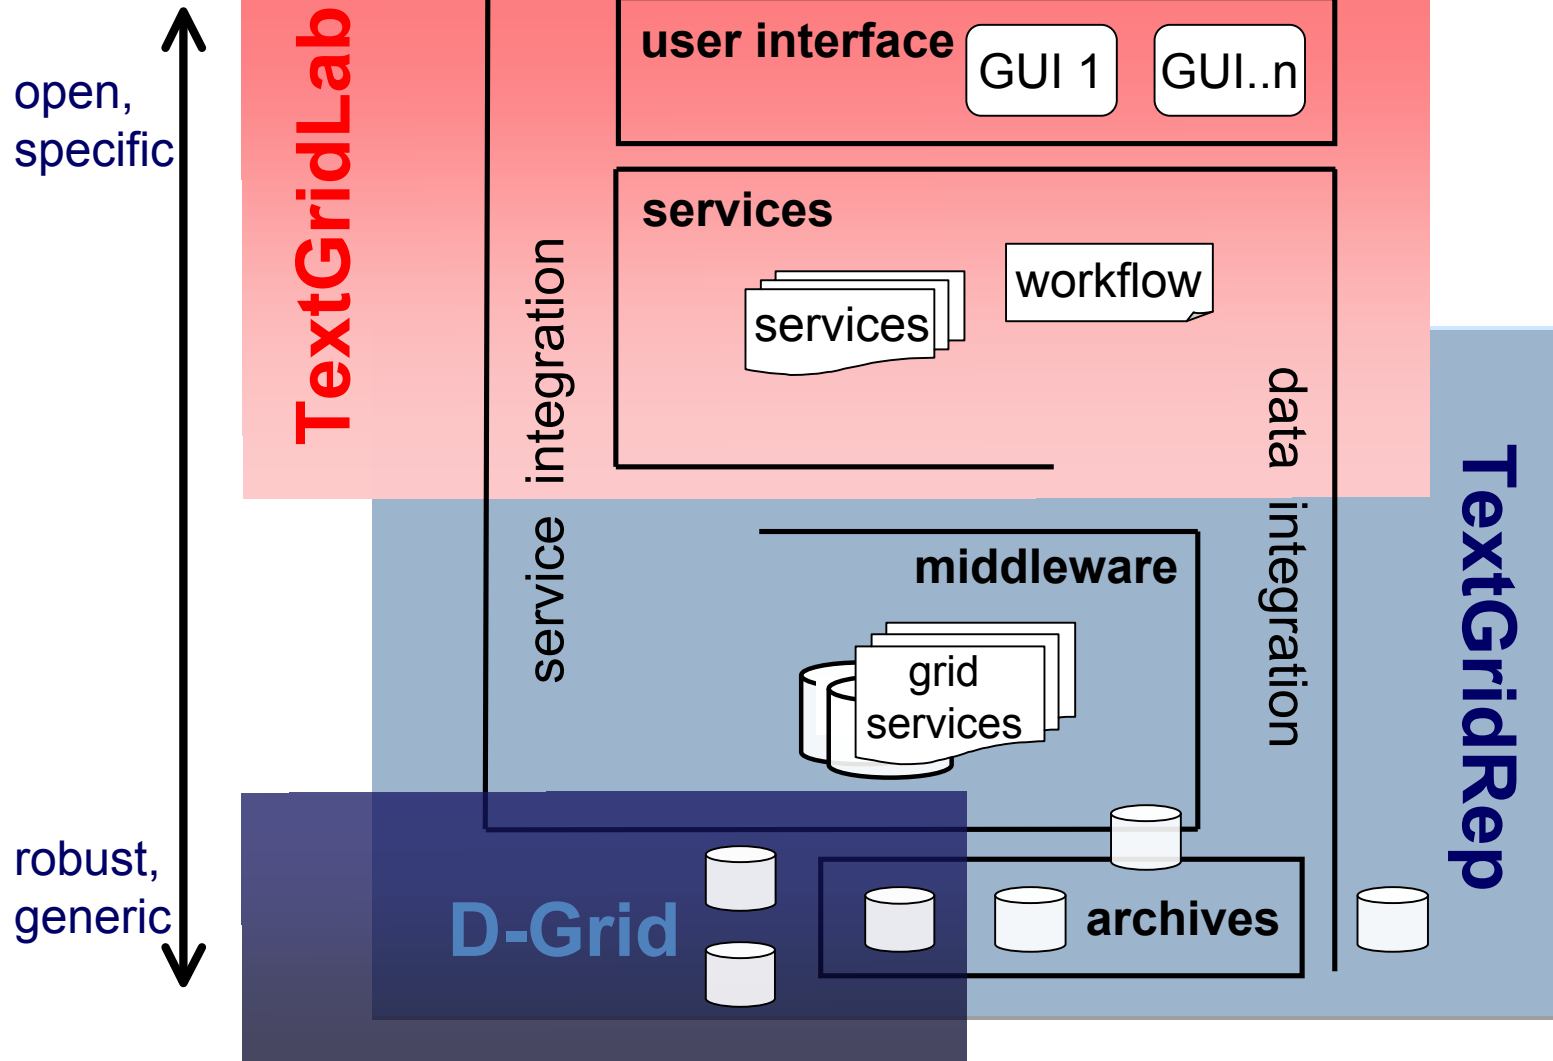 open,
specific
TextGridLab
user interface
GUI 1
GUI..n
services
services
workflow
service integration
data integration
middleware
grid
services
TextGridRep
robust,
generic
D-Grid
archives